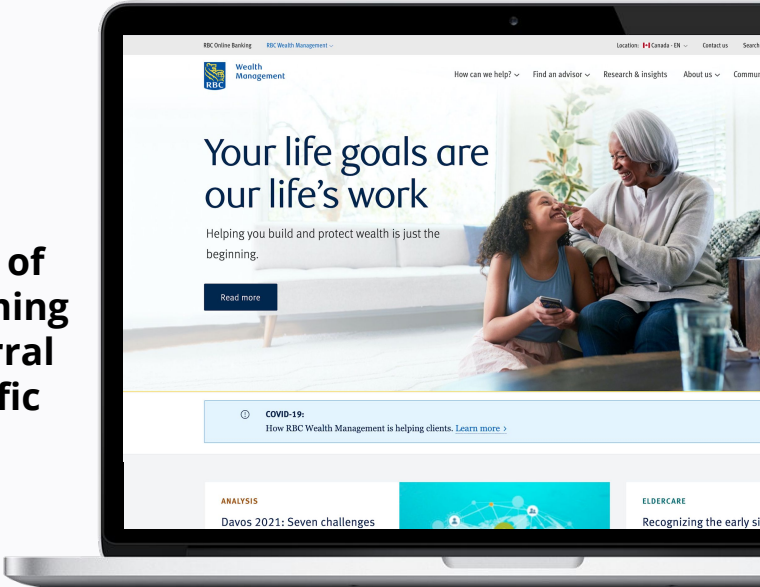 of
RBC Online Banking RBC Wealth Management
Location: Canada - EN Contact us Search
RBC
Wealth
Management
How can we help? Find an advisor Research & insights About us
Your life goals are
our life's work
Helping you build and protect wealth is just the
beginning.
Read more
COVID-19:
How RBC Wealth Management is helping clients. Learn more >
ANALYSIS
Davos 2021: Seven challenges
ELDERCARE
Recognizing the early